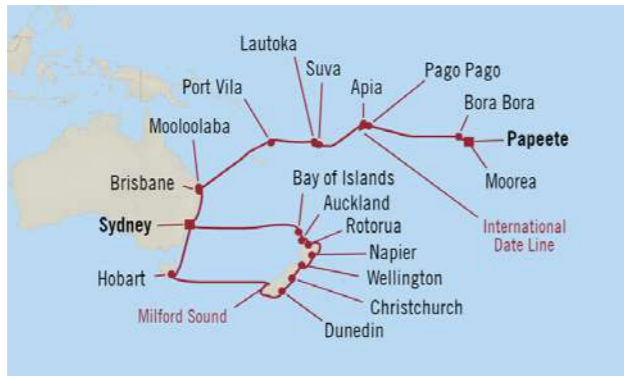 Lautoka
Suva
Apia
Pago Pago
Port Vila
Bora Bora
Mooloolaba
Papeete
Brisbane
Moorea
Bay of Islands
Auckland
Sydney
Rotorua
International
Date Line
Napier
Hobart
Wellington
Milford Sound
Christchurch
Dunedin